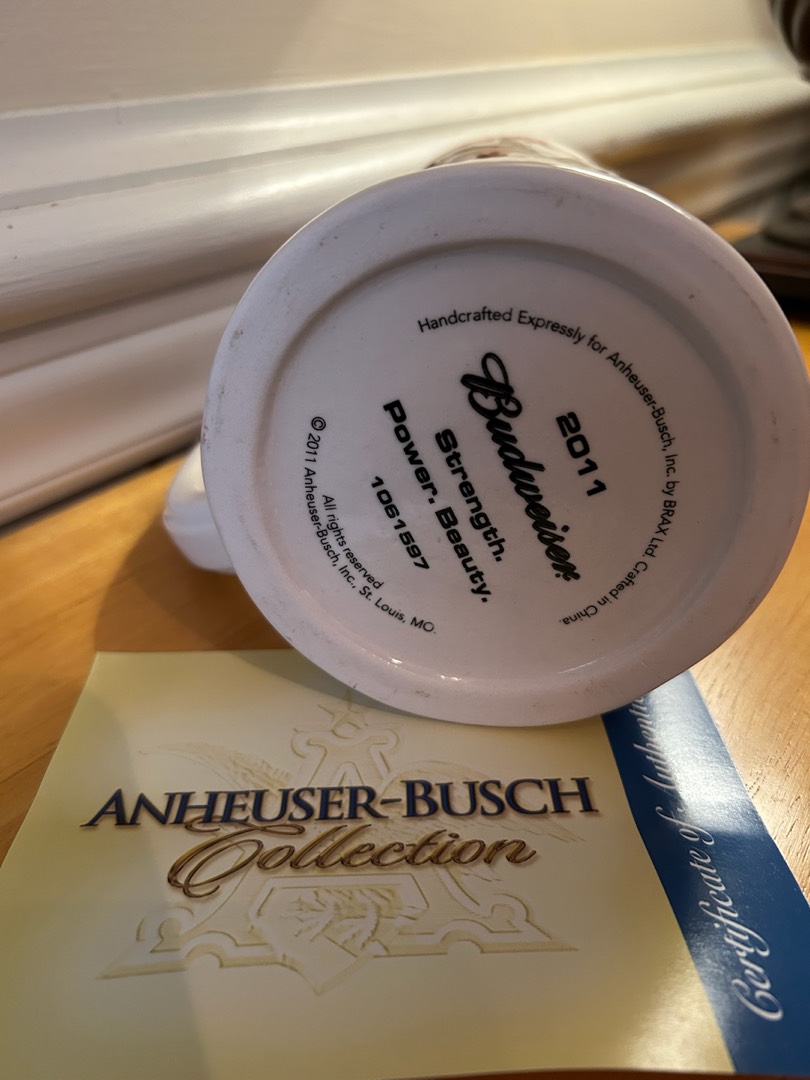 Handcrafted Expressly for Anheuser-Busch, Inc. by BRAX Ltd. Crafted in China.
2011
Budweiser
Strength.
Power. Beauty.
1061597
All rights reserved
© 2011 Anheuser-Busch, Inc., St. Louis, MO.
ANHEUSER-BUSCH
Collection
Certificate of